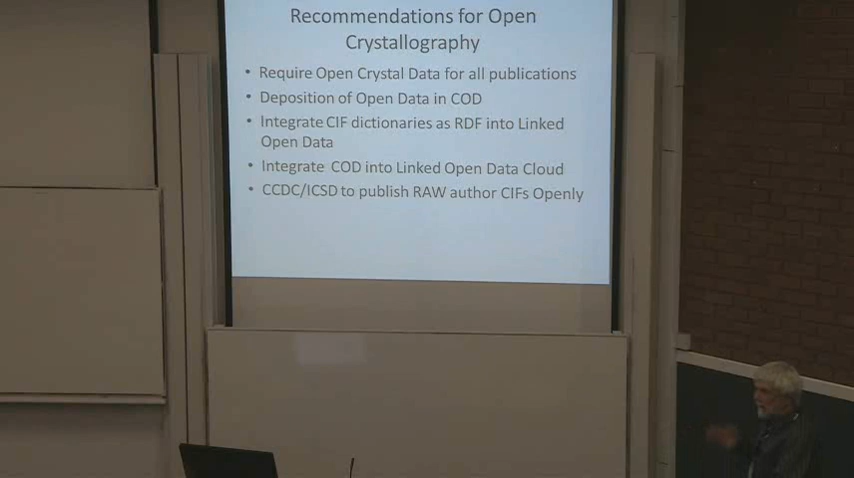 Recommendations for Open
Crystallography
• Require Open Crystal Data for all publications
• Deposition of Open Data in COD
• Integrate CIF dictionaries as RDF into Linked
Open Data
• Integrate COD into Linked Open Data Cloud
• CCDC/ICSD to publish RAW author CIFs Openly